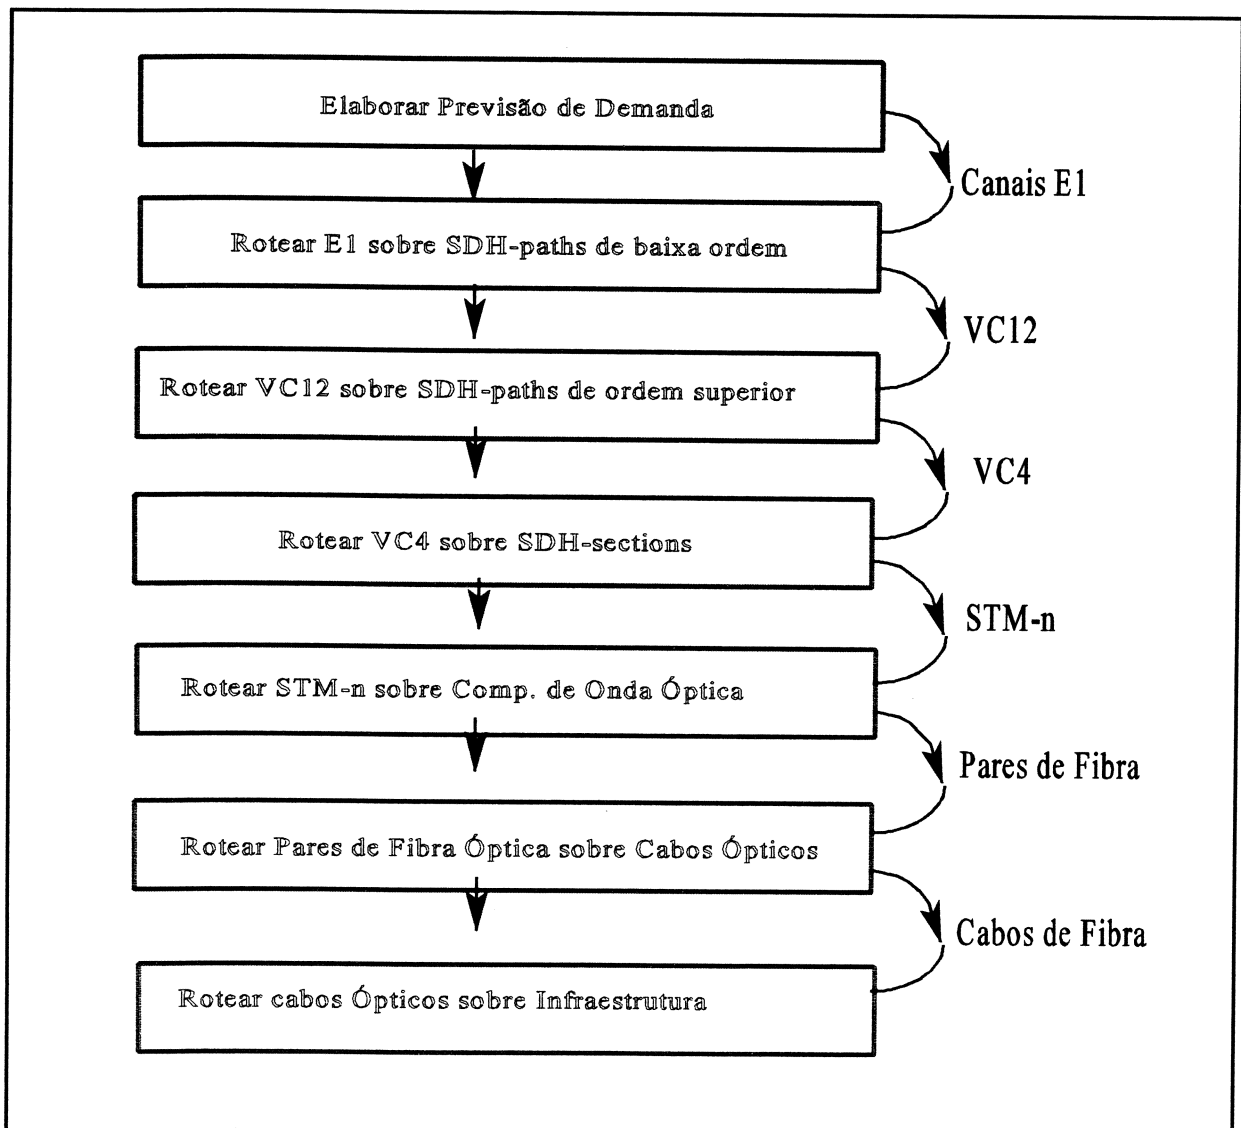 Elaborar Previsão de Demanda
Canais E1
Rotear E1 sobre SDH-paths de baixa ordem
VC12
Rotear VC12 sobre SDH-paths de ordem superior
VC4
Rotear VC4 sobre SDH-sections
STM-n
Rotear STM-n sobre Comp. de Onda Óptica
Pares de Fibra
Rotear Pares de Fibra Óptica sobre Cabos Ópticos
Cabos de Fibra
Rotear cabos Ópticos sobre Infraestrutura